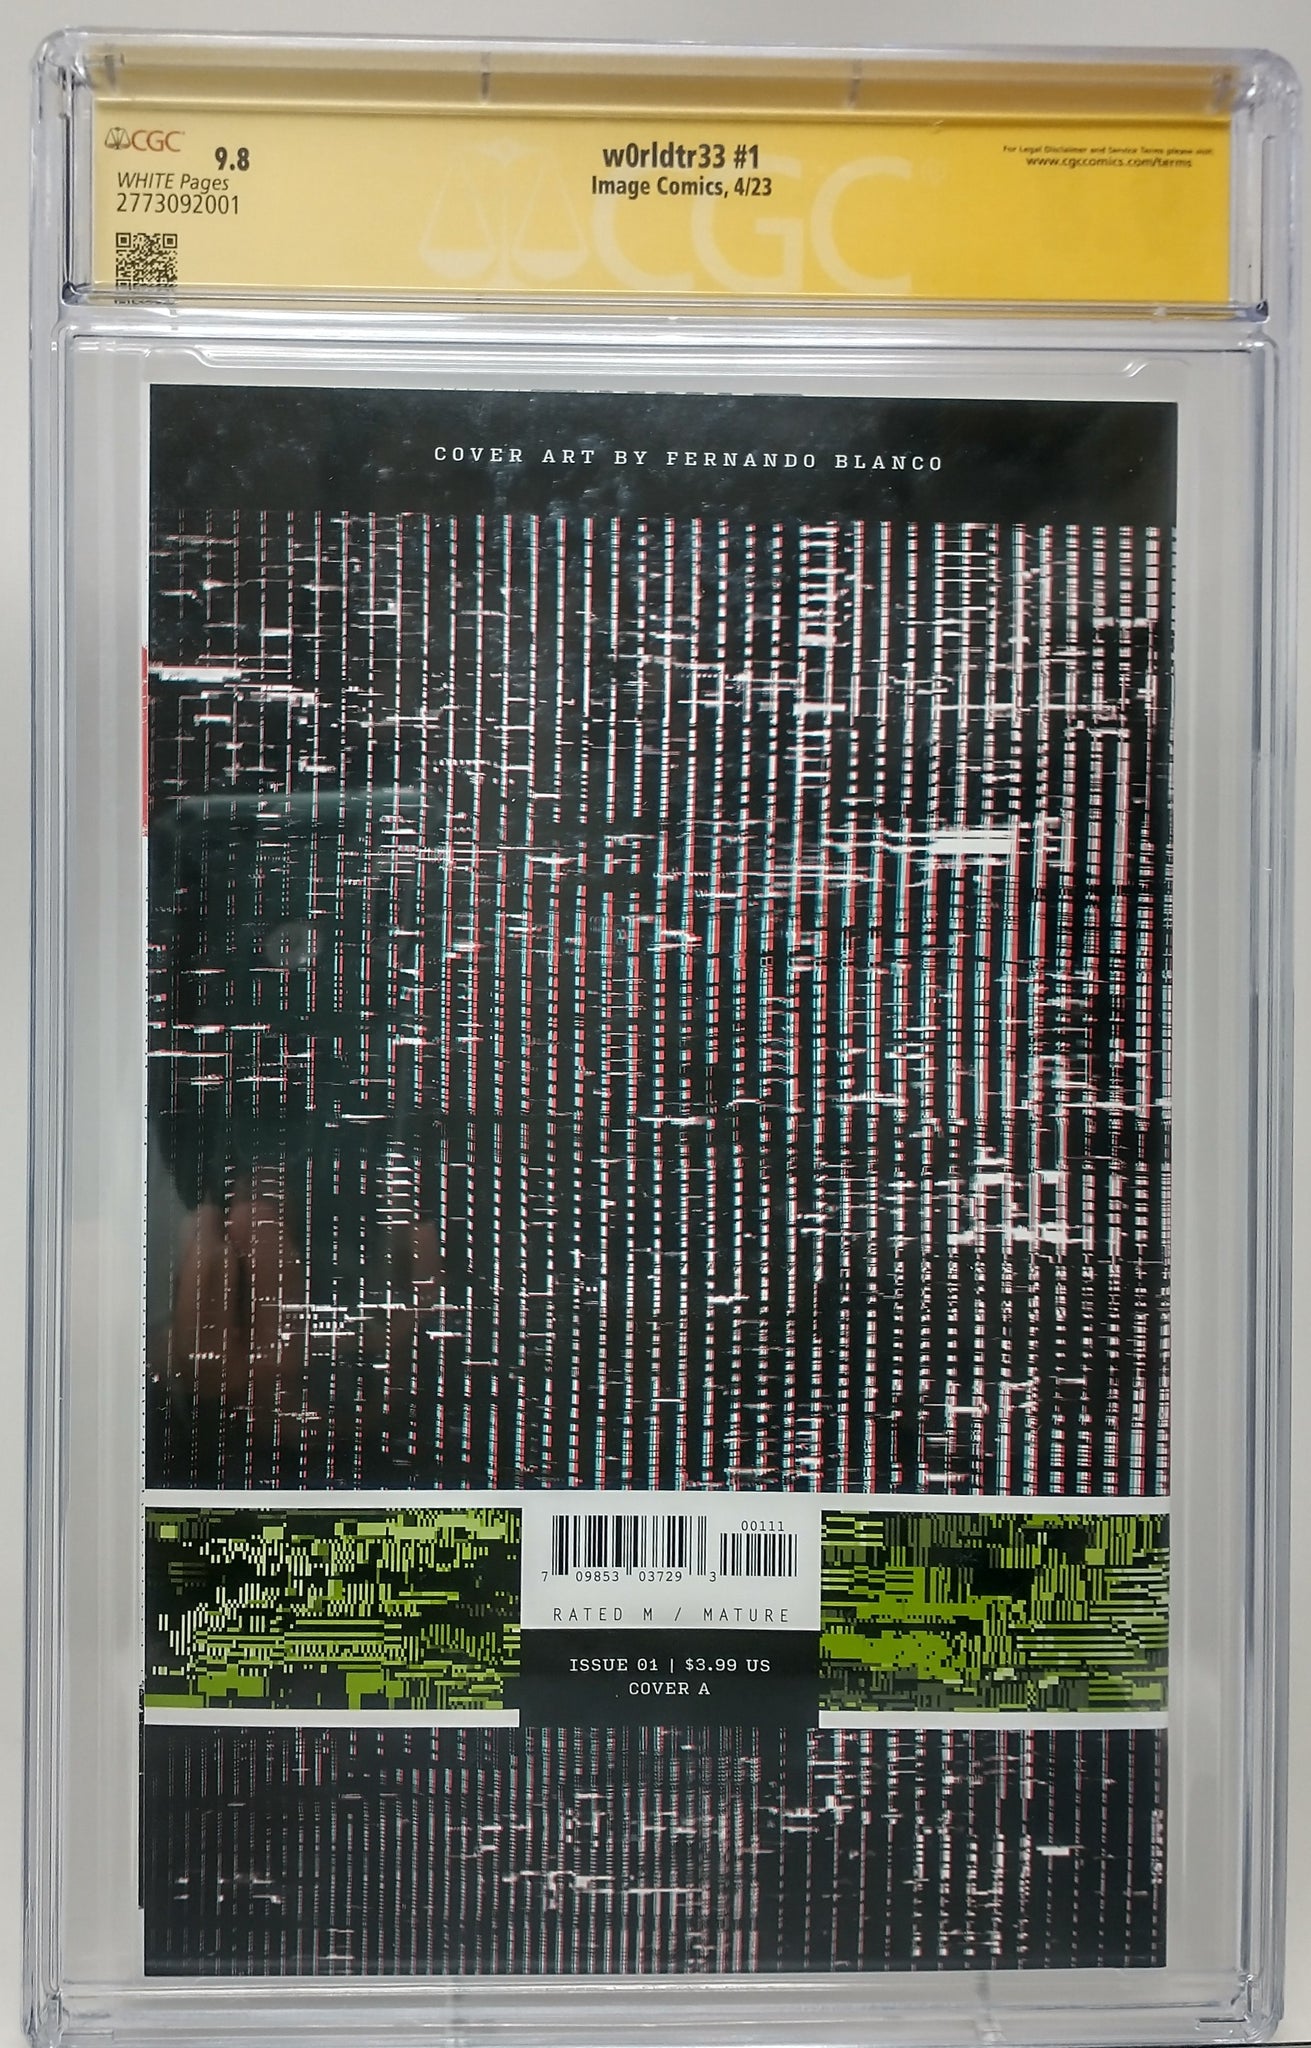 CGC
9.8
WHITE Pages
2773092001
w0rldtr33 #1
Image Comics, 4/23
For Legal Disclaimer and Service Terms please visit:
www.cgccomics.com/terms
CGC
COVER ART BY FERNANDO BLANCO
00111
7 09853 03729 3
RATED M / MATURE
ISSUE 01 | $3.99 US
COVER A